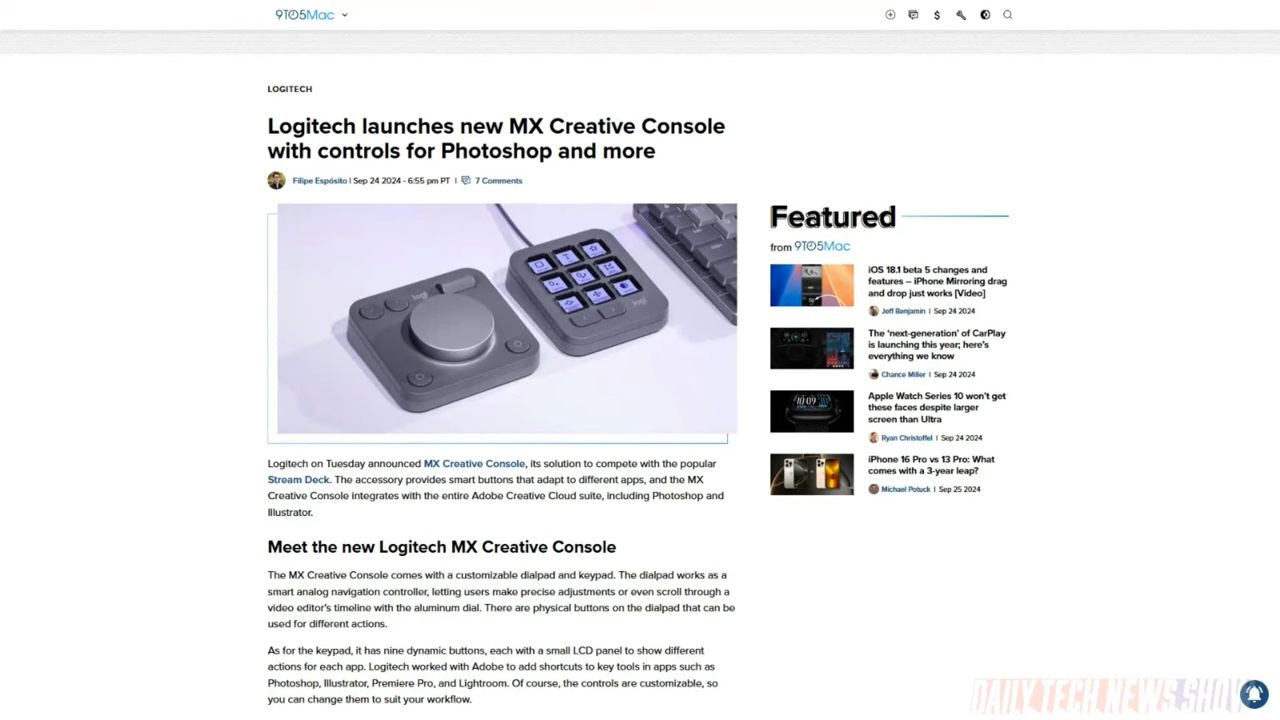 9TO5Mac
LOGITECH
Logitech launches new MX Creative Console
with controls for Photoshop and more
Filipe Espósito | Sep 24 2024 - 6:55 pm PT | 7 Comments
logi
logi
Logitech on Tuesday announced MX Creative Console, its solution to compete with the popular
Stream Deck. The accessory provides smart buttons that adapt to different apps, and the MX
Creative Console integrates with the entire Adobe Creative Cloud suite, including Photoshop and
Illustrator.
Meet the new Logitech MX Creative Console
The MX Creative Console comes with a customizable dialpad and keypad. The dialpad works as a
smart analog navigation controller, letting users make precise adjustments or even scroll through a
video editor's timeline with the aluminum dial. There are physical buttons on the dialpad that can be
used for different actions.
As for the keypad, it has nine dynamic buttons, each with a small LCD panel to show different
actions for each app. Logitech worked with Adobe to add shortcuts to key tools in apps such as
Photoshop, Illustrator, Premiere Pro, and Lightroom. Of course, the controls are customizable, so
you can change them to suit your workflow.
Featured
from 9TO5Mac
iOS 18.1 beta 5 changes and
features – iPhone Mirroring drag
and drop just works [Video]
Jeff Benjamin | Sep 24 2024
The 'next-generation' of CarPlay
is launching this year; here's
everything we know
Chance Miller | Sep 24 2024
10:09
Apple Watch Series 10 won't get
these faces despite larger
screen than Ultra
Ryan Christoffel | Sep 24 2024
iPhone 16 Pro vs 13 Pro: What
comes with a 3-year leap?
Michael Potuck | Sep 25 2024
DAILY TECH NEWS SHOW